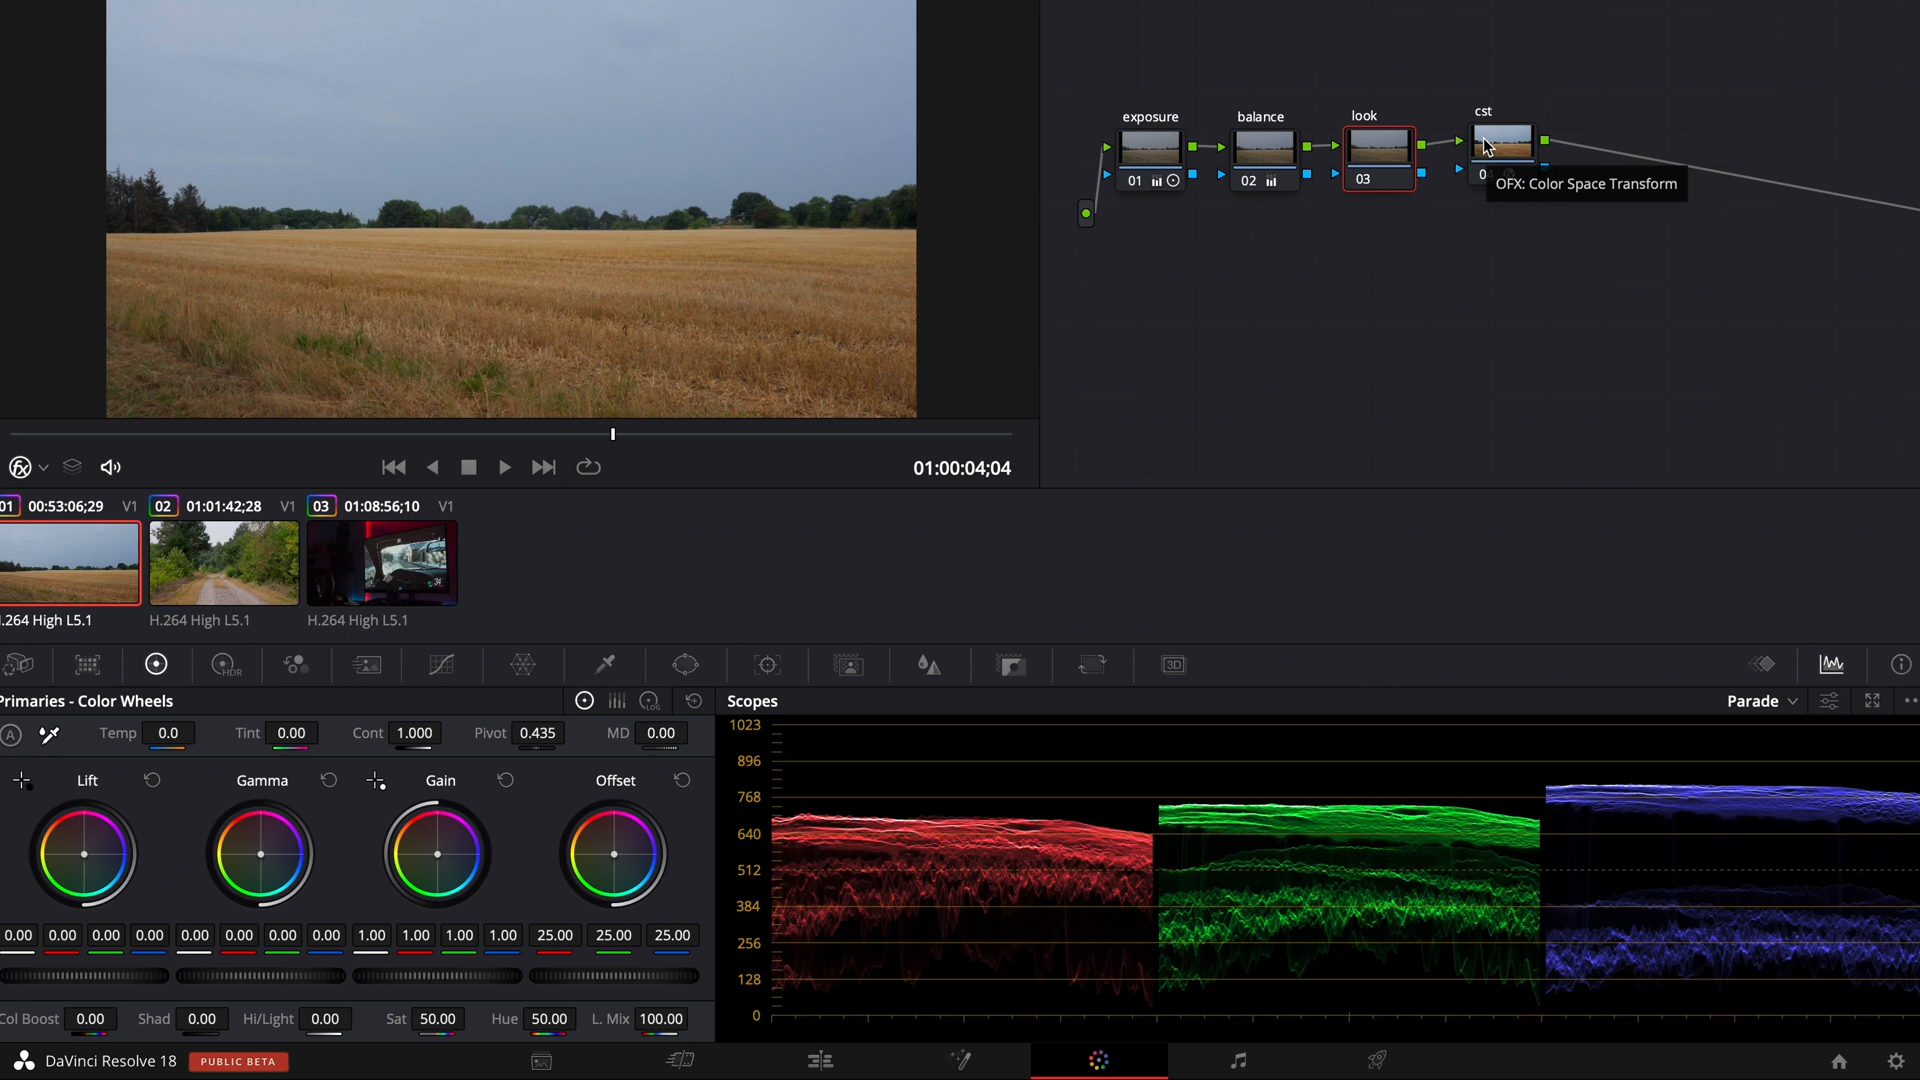 exposure
balance
look
cst
01
02
03
OFX: Color Space Transform
fx
01:00:04;04
01 00:53:06;29 V1
02 01:01:42;28 V1
03 01:08:56;10 V1
34
.264 High L5.1
H.264 High L5.1
H.264 High L5.1
HDR
3D
Primaries - Color Wheels
LOG
Scopes
Parade
A
Temp 0.0
Tint 0.00
Cont 1.000
Pivot 0.435
MD 0.00
Lift
Gamma
Gain
Offset
0.00 0.00 0.00 0.00
0.00 0.00 0.00 0.00
1.00 1.00 1.00 1.00
25.00 25.00 25.00
Col Boost 0.00
Shad 0.00
Hi/Light 0.00
Sat 50.00
Hue 50.00
L. Mix 100.00
1023
896
768
640
512
384
256
128
0
DaVinci Resolve 18
PUBLIC BETA